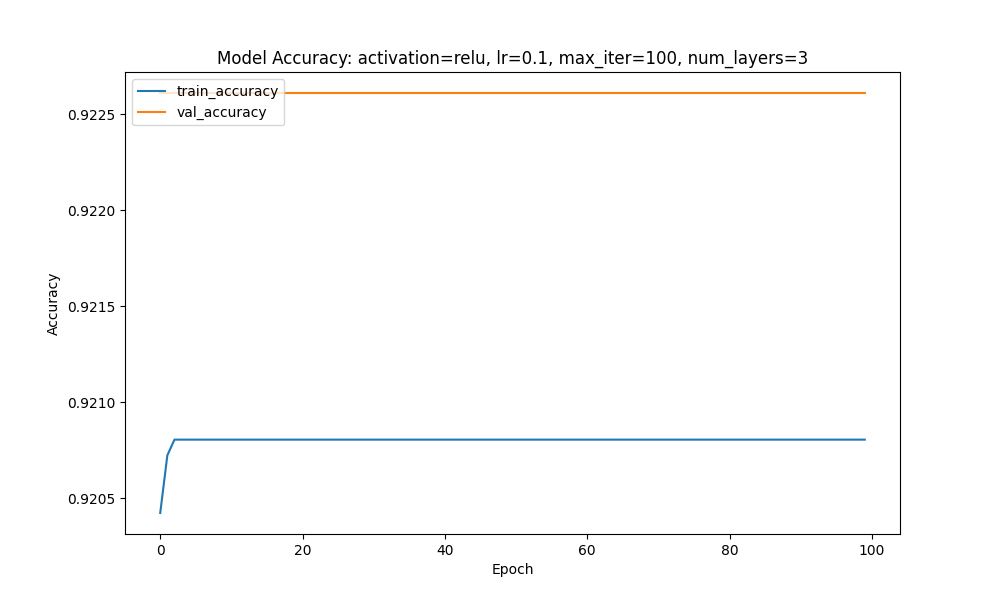 Model Accuracy: activation=relu, lr=0.1, max_iter=100, num_layers=3
train_accuracy
val_accuracy
0.9225
0.9220
0.9215
0.9210
0.9205
Accuracy
0 20 40 60 80 100
Epoch